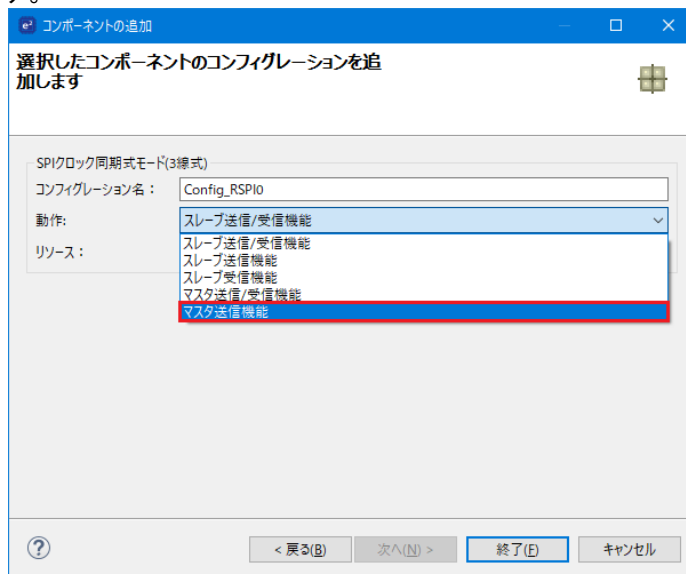 す。
e² コンポーネントの追加
選択したコンポーネントのコンフィグレーションを追
加します
SPIクロック同期式モード(3線式)
コンフィグレーション名： Config_RSPI0
動作: スレーブ送信/受信機能
リソース：
スレーブ送信/受信機能
スレーブ送信機能
スレーブ受信機能
マスタ送信/受信機能
マスタ送信機能
? < 戻る(B) 次へ(N) > 終了(F) キャンセル